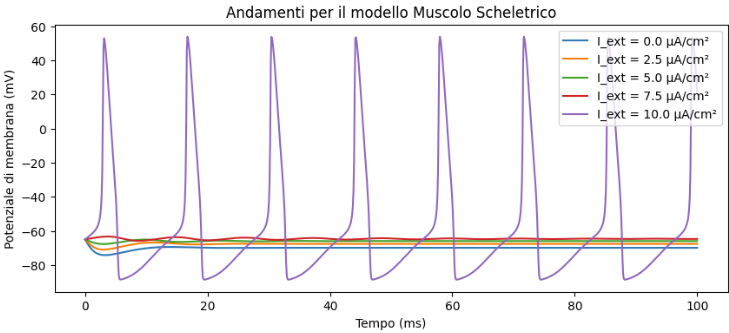 Andamenti per il modello Muscolo Scheletrico
Potenziale di membrana (mV)
60
40
20
0
−20
−40
−60
−80
I_ext = 0.0 µA/cm²
I_ext = 2.5 µA/cm²
I_ext = 5.0 µA/cm²
I_ext = 7.5 µA/cm²
I_ext = 10.0 µA/cm²
0 20 40 60 80 100
Tempo (ms)